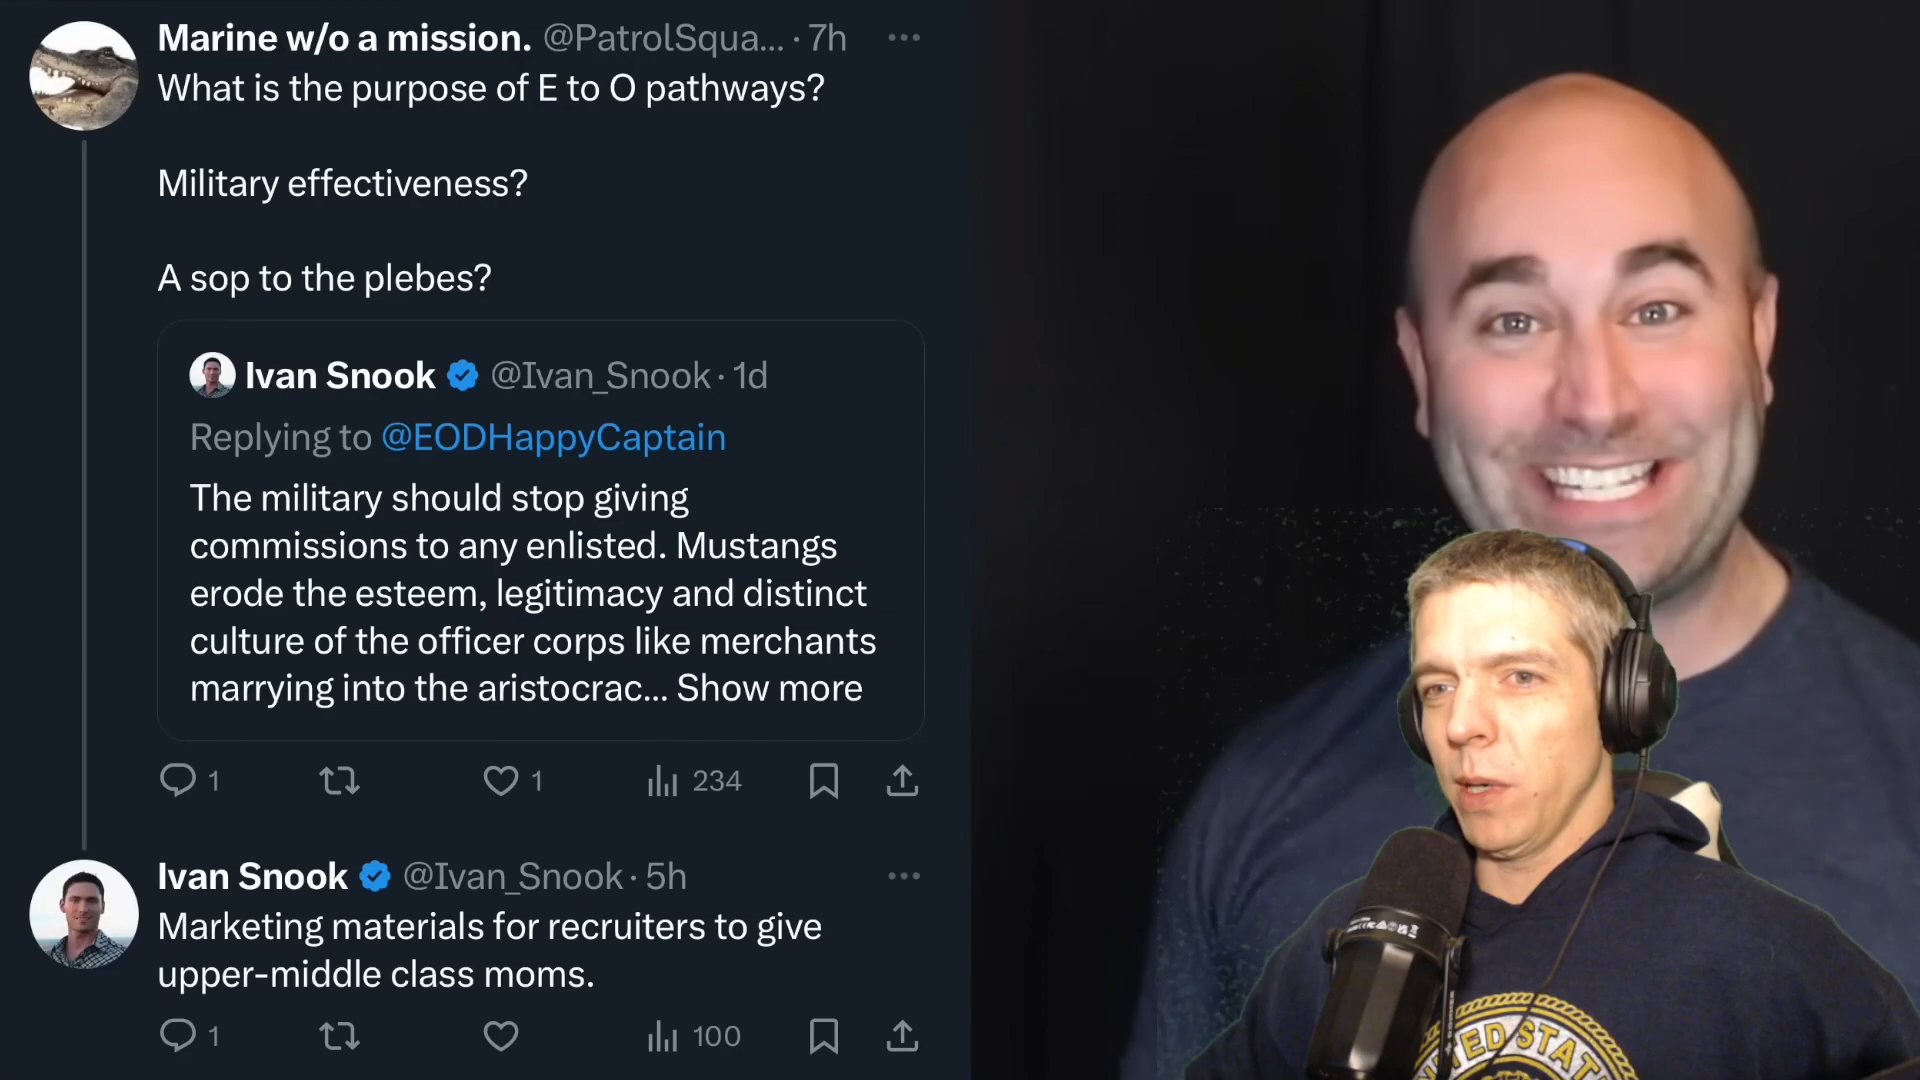 Marine w/o a mission. @PatrolSqua... · 7h
What is the purpose of E to O pathways?
Military effectiveness?
A sop to the plebes?
Ivan Snook @Ivan_Snook · 1d
Replying to @EODHappyCaptain
The military should stop giving
commissions to any enlisted. Mustangs
erode the esteem, legitimacy and distinct
culture of the officer corps like merchants
marrying into the aristocrac... Show more
1 1 234
Ivan Snook @Ivan_Snook · 5h
Marketing materials for recruiters to give
upper-middle class moms.
1 100
UNITED STAT